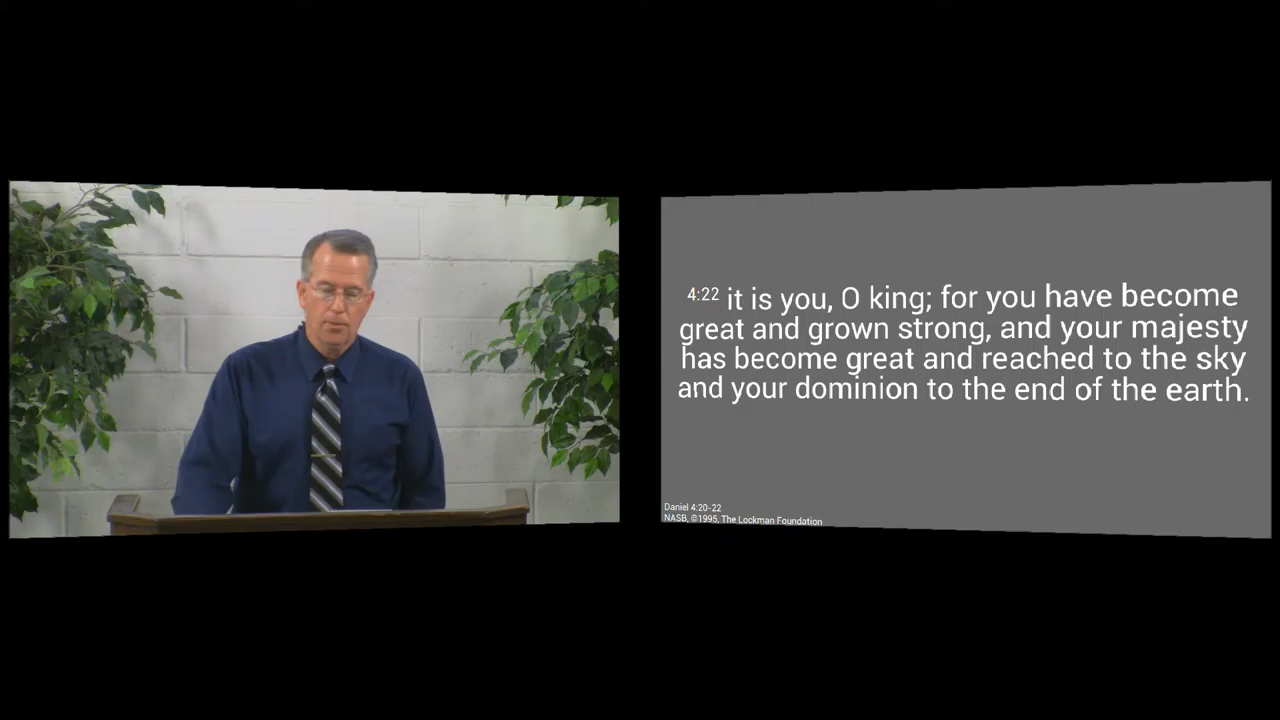 4:22 it is you, O king; for you have become
great and grown strong, and your majesty
has become great and reached to the sky
and your dominion to the end of the earth.
Daniel 4:20-22
NASB, ©1995, The Lockman Foundation